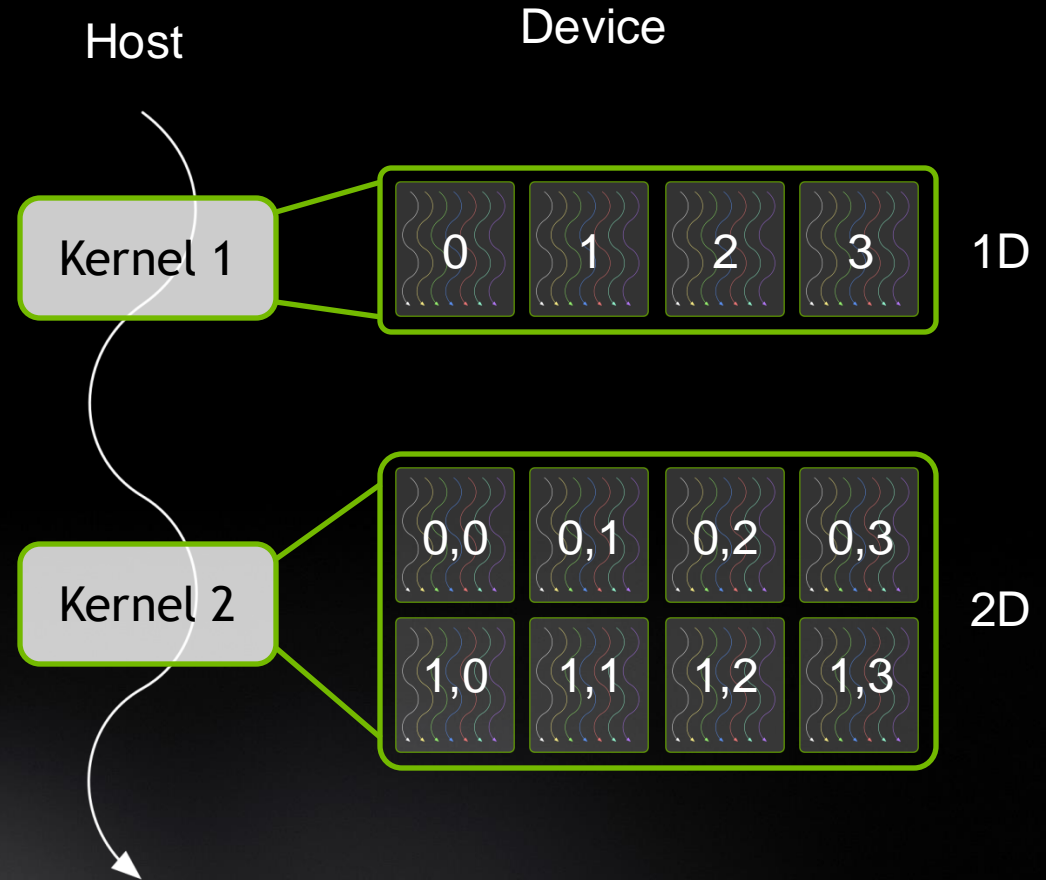 Host
Device
Kernel 1
0 1 2 3
1D
Kernel 2
0,0 0,1 0,2 0,3
1,0 1,1 1,2 1,3
2D